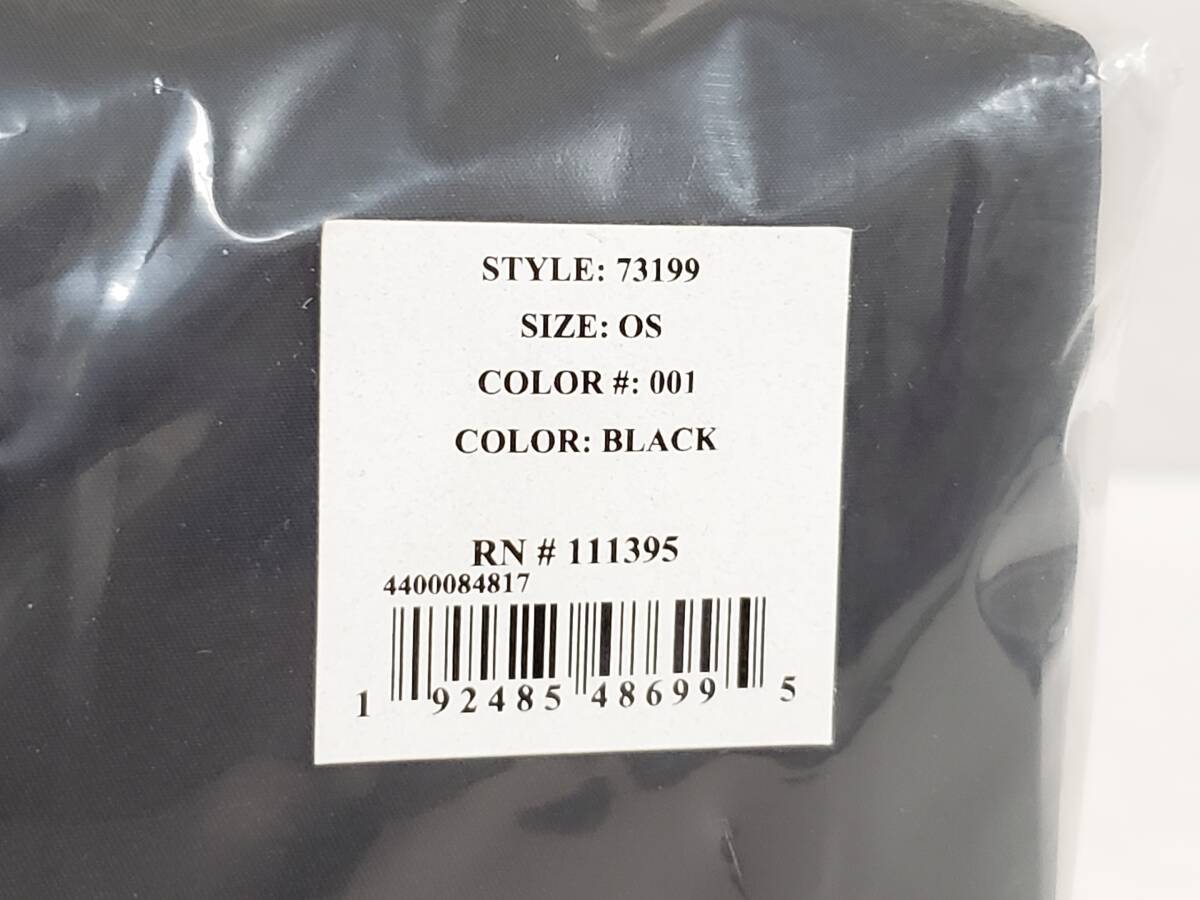 STYLE: 73199
SIZE: OS
COLOR #: 001
COLOR: BLACK
RN # 111395
4400084817
1 92485 48699 5